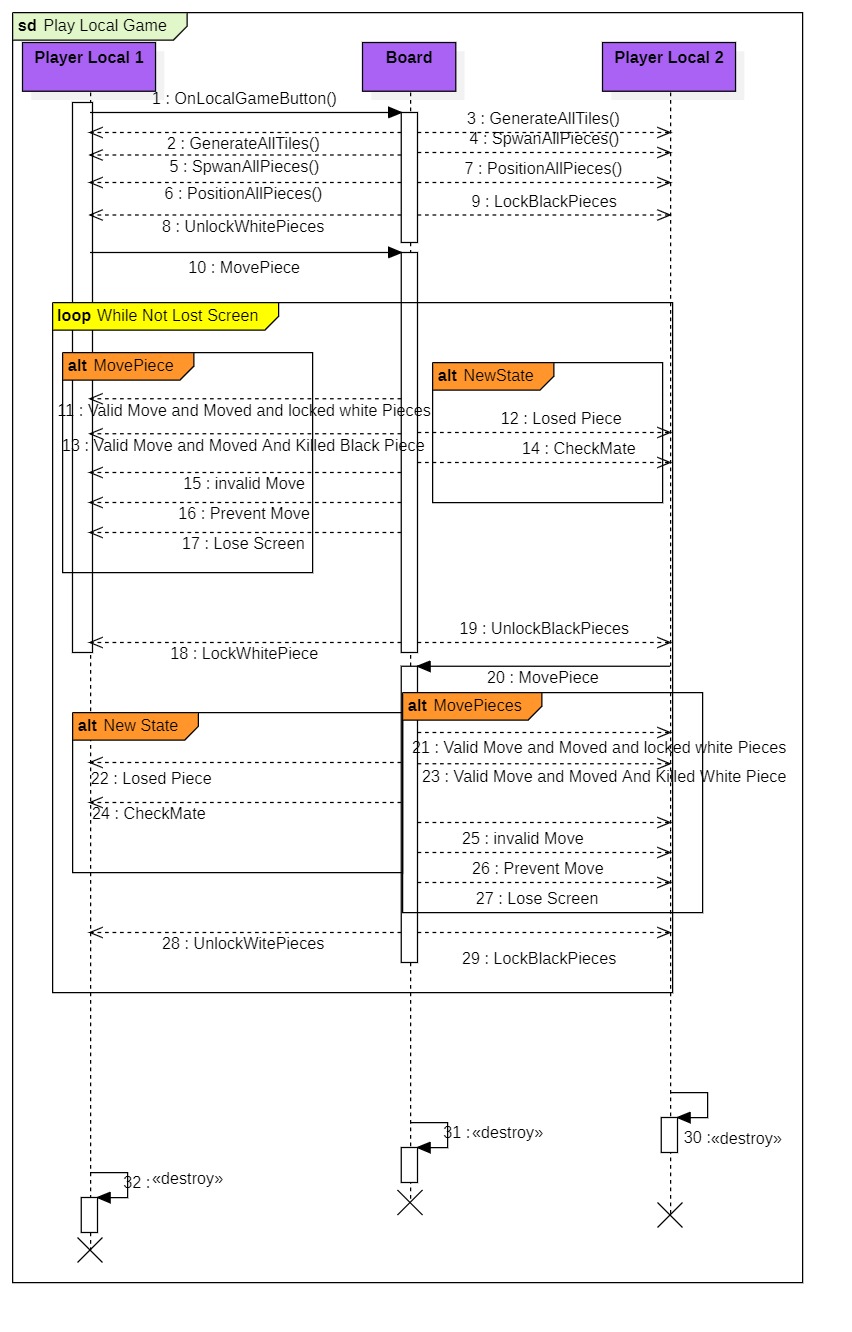 sd Play Local Game
Player Local 1
Board
Player Local 2
1 : OnLocalGameButton()
3 : GenerateAllTiles()
2 : GenerateAllTiles()
4 : SpwanAllPieces()
5 : SpwanAllPieces()
7 : PositionAllPieces()
6 : PositionAllPieces()
9 : LockBlackPieces
8 : UnlockWhitePieces
10 : MovePiece
loop While Not Lost Screen
alt MovePiece
alt NewState
11 : Valid Move and Moved and locked white Pieces
12 : Losed Piece
13 : Valid Move and Moved And Killed Black Piece
14 : CheckMate
15 : invalid Move
16 : Prevent Move
17 : Lose Screen
19 : UnlockBlackPieces
18 : LockWhitePiece
20 : MovePiece
alt MovePieces
alt New State
21 : Valid Move and Moved and locked white Pieces
22 : Losed Piece
23 : Valid Move and Moved And Killed White Piece
24 : CheckMate
25 : invalid Move
26 : Prevent Move
27 : Lose Screen
28 : UnlockWitePieces
29 : LockBlackPieces
31 : «destroy»
30 : «destroy»
32 : «destroy»